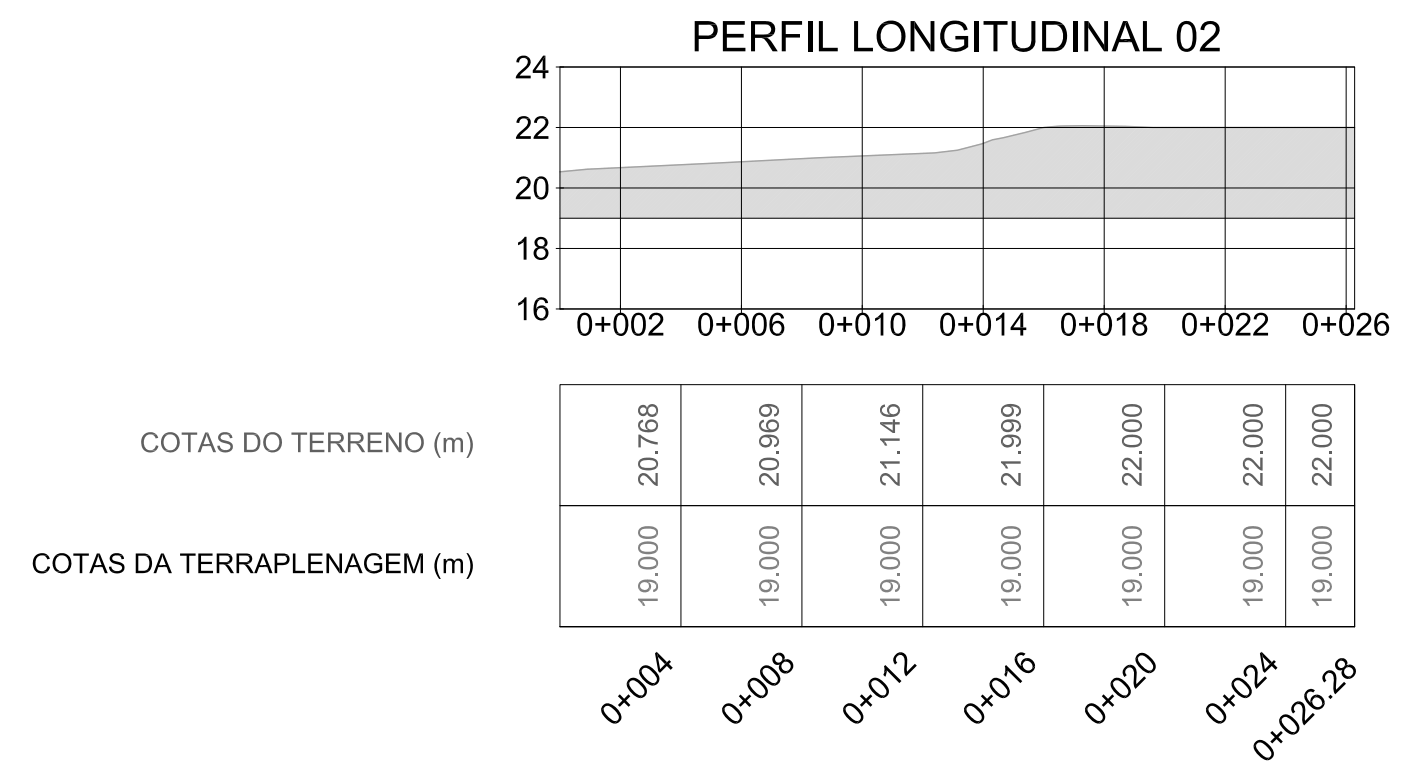 PERFIL LONGITUDINAL 02
24
22
20
18
16
0+002 0+006 0+010 0+014 0+018 0+022 0+026
COTAS DO TERRENO (m) 20.768 20.969 21.146 21.999 22.000 22.000 22.000
COTAS DA TERRAPLENAGEM (m) 19.000 19.000 19.000 19.000 19.000 19.000 19.000
0+004 0+008 0+012 0+016 0+020 0+024 0+026.28